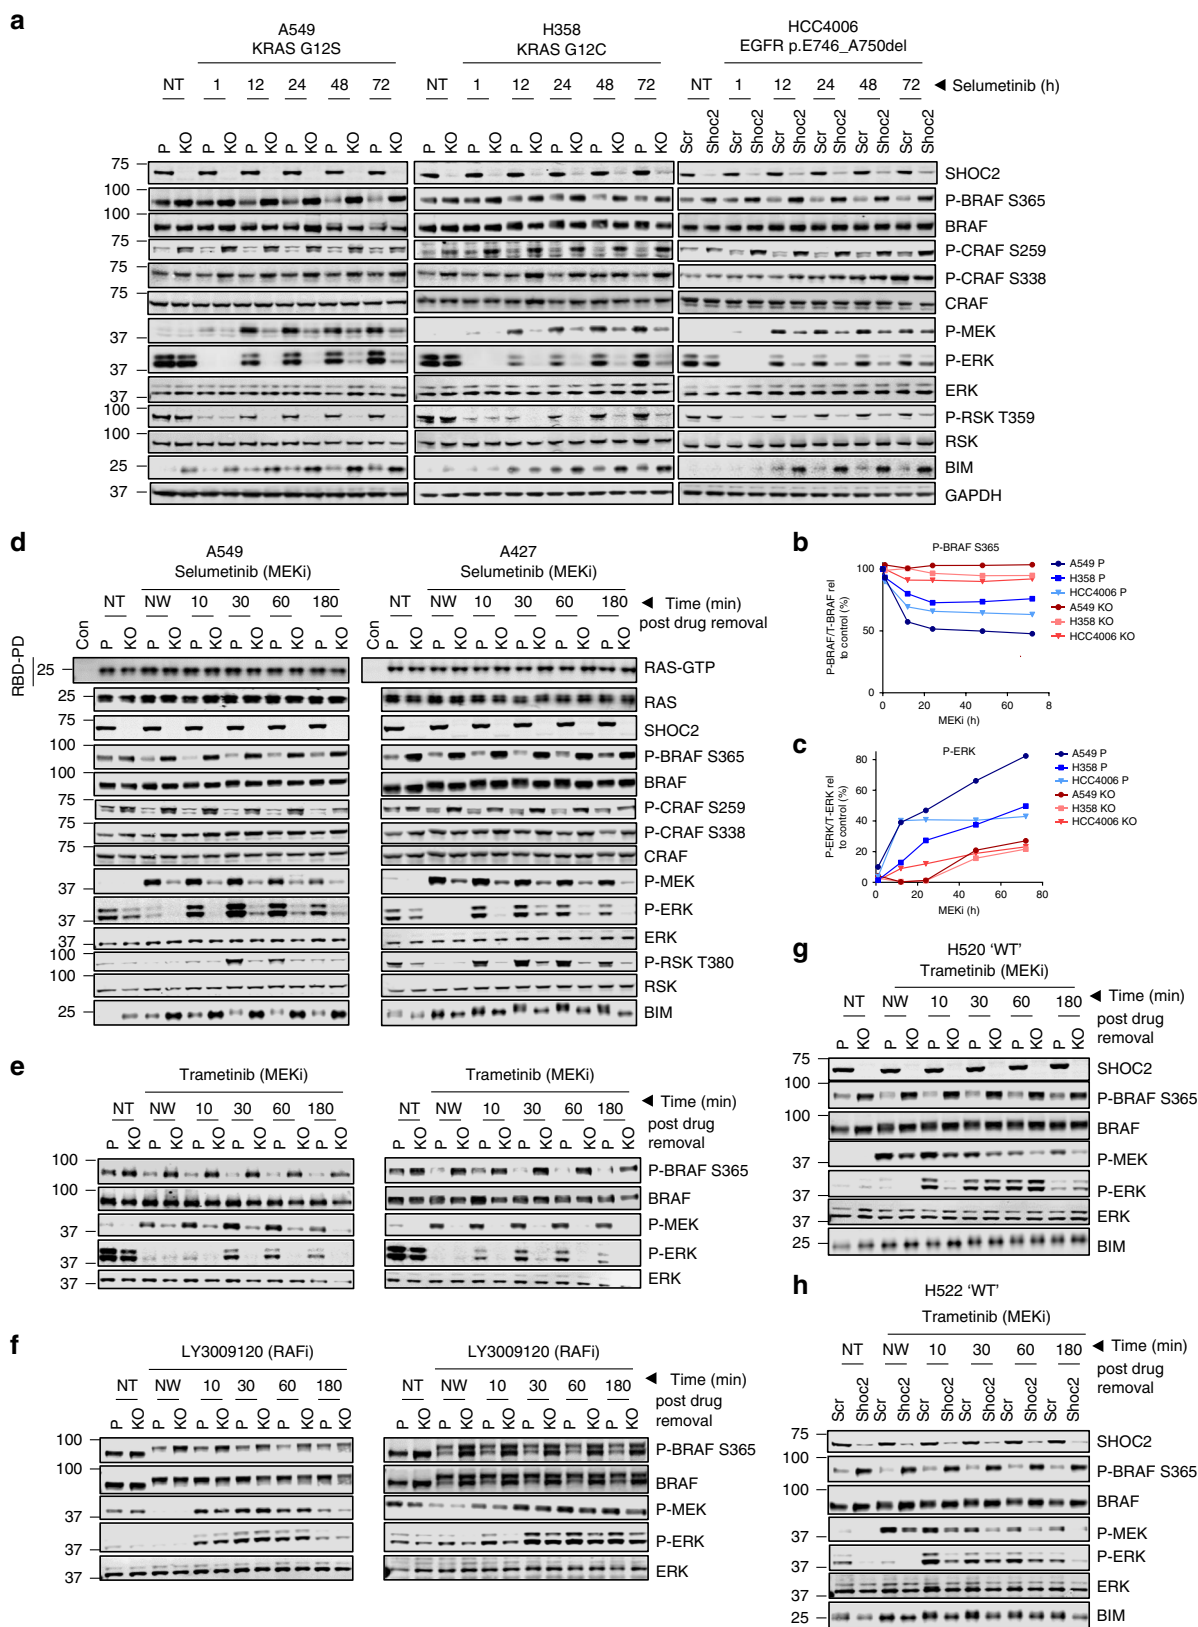 a
A549
KRAS G12S
H358
KRAS G12C
HCC4006
EGFR p.E746_A750del
NT 1 12 24 48 72 NT 1 12 24 48 72 NT 1 12 24 48 72 ◄ Selumetinib (h)
P KO P KO P KO P KO P KO P KO P KO P KO P KO P KO P KO P KO Scr Shoc2 Scr Shoc2 Scr Shoc2 Scr Shoc2 Scr Shoc2 Scr Shoc2
75 SHOC2
100 P-BRAF S365
100 BRAF
75 P-CRAF S259
75 P-CRAF S338
75 CRAF
37 P-MEK
37 P-ERK
37 ERK
100 P-RSK T359
100 RSK
25 BIM
37 GAPDH
d
A549
Selumetinib (MEKi)
A427
Selumetinib (MEKi)
NT NW 10 30 60 180 NT NW 10 30 60 180 ◄ Time (min)
post drug removal
Con P KO P KO P KO P KO P KO P KO Con P KO P KO P KO P KO P KO P KO
RBD-PD 25 RAS-GTP
25 RAS
75 SHOC2
100 P-BRAF S365
100 BRAF
75 P-CRAF S259
75 P-CRAF S338
75 CRAF
37 P-MEK
37 P-ERK
37 ERK
100 P-RSK T380
100 RSK
25 BIM
b
P-BRAF S365
P-BRAF/T-BRAF rel
to control (%)
100
50
0
0 20 40 60 80
MEKi (h)
A549 P
H358 P
HCC4006 P
A549 KO
H358 KO
HCC4006 KO
c
P-ERK
P-ERK/T-ERK rel
to control (%)
80
60
40
20
0
0 20 40 60 80
MEKi (h)
A549 P
H358 P
HCC4006 P
A549 KO
H358 KO
HCC4006 KO
e
Trametinib (MEKi) Trametinib (MEKi)
NT NW 10 30 60 180 NT NW 10 30 60 180 ◄ Time (min)
post drug
removal
P KO P KO P KO P KO P KO P KO P KO P KO P KO P KO P KO P KO
100 P-BRAF S365
100 BRAF
37 P-MEK
37 P-ERK
37 ERK
f
LY3009120 (RAFi) LY3009120 (RAFi)
NT NW 10 30 60 180 NT NW 10 30 60 180 ◄ Time (min)
post drug
removal
P KO P KO P KO P KO P KO P KO P KO P KO P KO P KO P KO P KO
100 P-BRAF S365
100 BRAF
37 P-MEK
37 P-ERK
37 ERK
g
H520 'WT'
Trametinib (MEKi)
NT NW 10 30 60 180 ◄ Time (min)
post drug
removal
P KO P KO P KO P KO P KO P KO
75 SHOC2
100 P-BRAF S365
100 BRAF
37 P-MEK
37 P-ERK
37 ERK
25 BIM
h
H522 'WT'
Trametinib (MEKi)
NT NW 10 30 60 180 ◄ Time (min)
post drug
removal
Scr Shoc2 Scr Shoc2 Scr Shoc2 Scr Shoc2 Scr Shoc2 Scr Shoc2
75 SHOC2
100 P-BRAF S365
100 BRAF
37 P-MEK
37 P-ERK
37 ERK
25 BIM